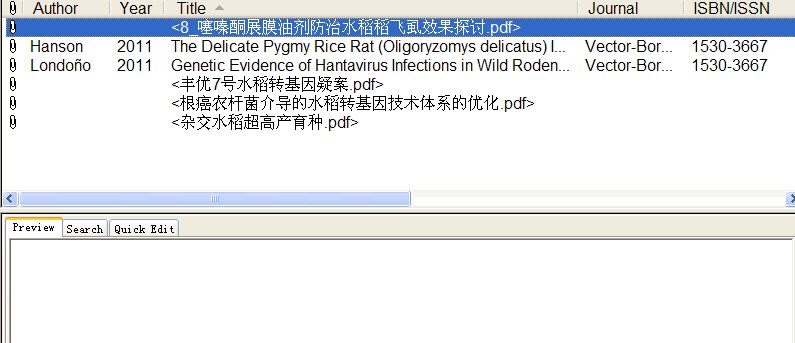 Author Year Title Journal ISBN/ISSN
<8_噻嗪酮展膜油剂防治水稻稻飞虱效果探讨.pdf>
Hanson 2011 The Delicate Pygmy Rice Rat (Oligoryzomys delicatus) I... Vector-Bor... 1530-3667
Londoño 2011 Genetic Evidence of Hantavirus Infections in Wild Roden... Vector-Bor... 1530-3667
<丰优7号水稻转基因疑案.pdf>
<根癌农杆菌介导的水稻转基因技术体系的优化.pdf>
<杂交水稻超高产育种.pdf>
Preview Search Quick Edit